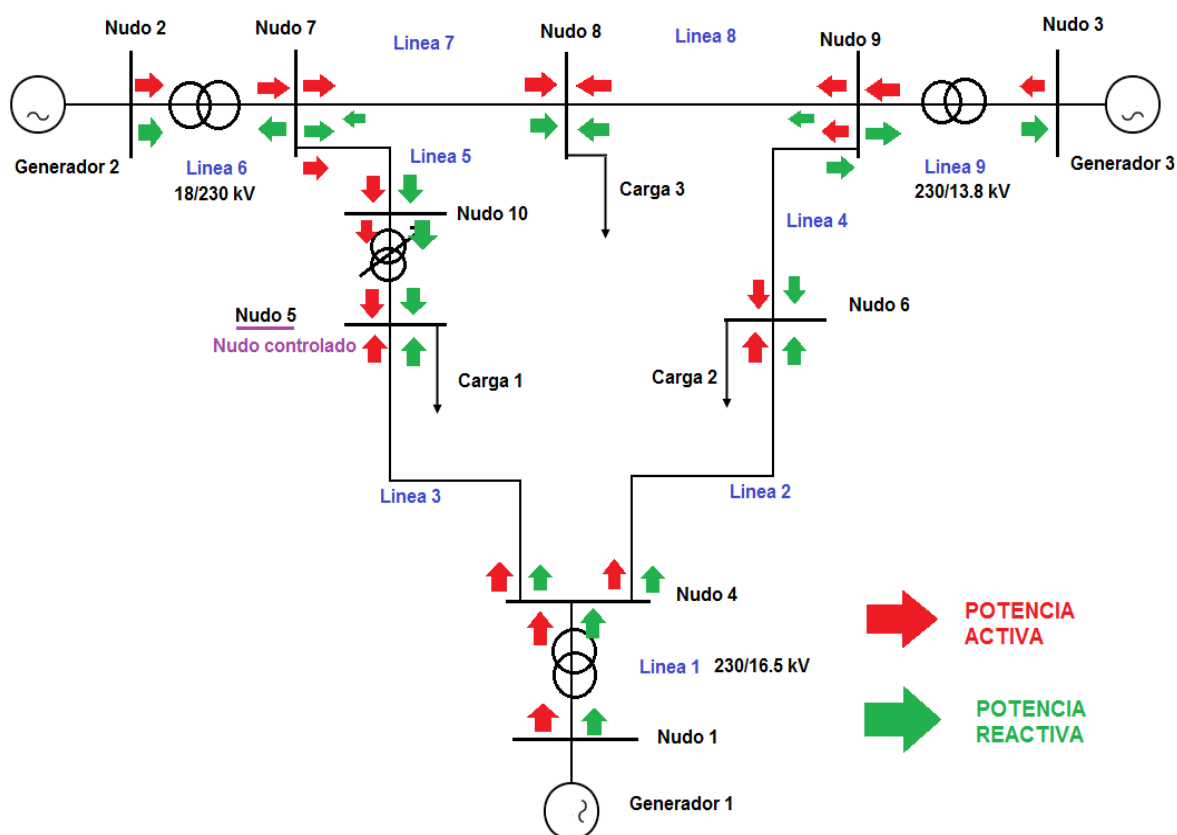 Nudo 2
Nudo 7
Linea 7
Nudo 8
Linea 8
Nudo 9
Nudo 3
Generador 2
Linea 6
18/230 kV
Linea 5
Carga 3
Linea 9
230/13.8 kV
Generador 3
Nudo 10
Linea 4
Nudo 5
Nudo controlado
Nudo 6
Carga 1
Carga 2
Linea 3
Linea 2
Nudo 4
Linea 1 230/16.5 kV
POTENCIA
ACTIVA
POTENCIA
REACTIVA
Nudo 1
Generador 1